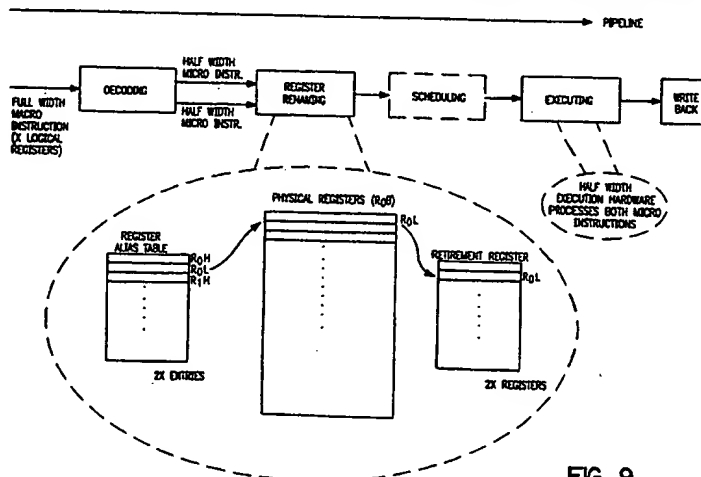 PIPELINE
DECODING
HALF WIDTH
MICRO INSTR.
HALF WIDTH
MICRO INSTR.
REGISTER
RENAMING
SCHEDULING
EXECUTING
WRITE
BACK
FULL WIDTH
MACRO
INSTRUCTION
(X LOGICAL
REGISTERS)
HALF WIDTH
EXECUTION HARDWARE
PROCESSES BOTH MICRO
INSTRUCTIONS
PHYSICAL REGISTERS (ROB)
R0L
REGISTER
ALIAS TABLE
R0H
R0L
R1H
2X ENTRIES
RETIREMENT REGISTER
R0L
2X REGISTERS
FIG. 9